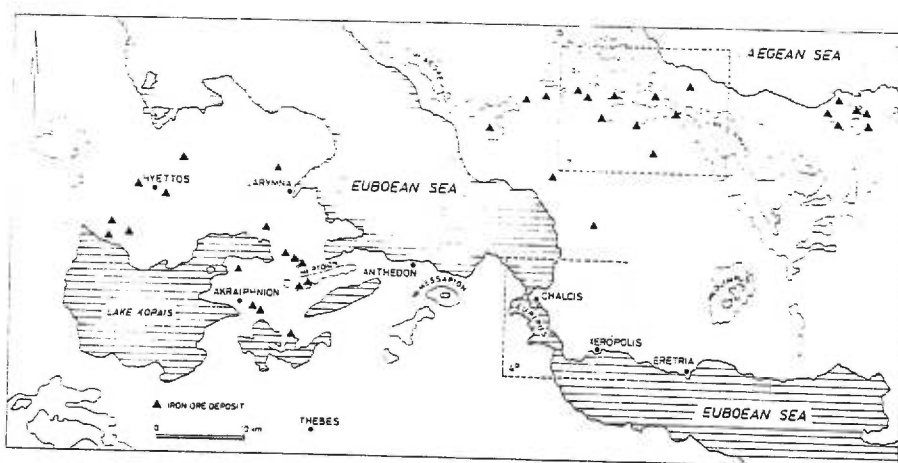 AEGEAN SEA
HYETTOS
LARYMNA
EUBOEAN SEA
ANTHEDON
MESSAPION
CHALCIS
AKRAIPHNION
LAKE KOPAIS
XEROPOLIS
ERETRIA
EUBOEAN SEA
IRON ORE DEPOSIT
THEBES